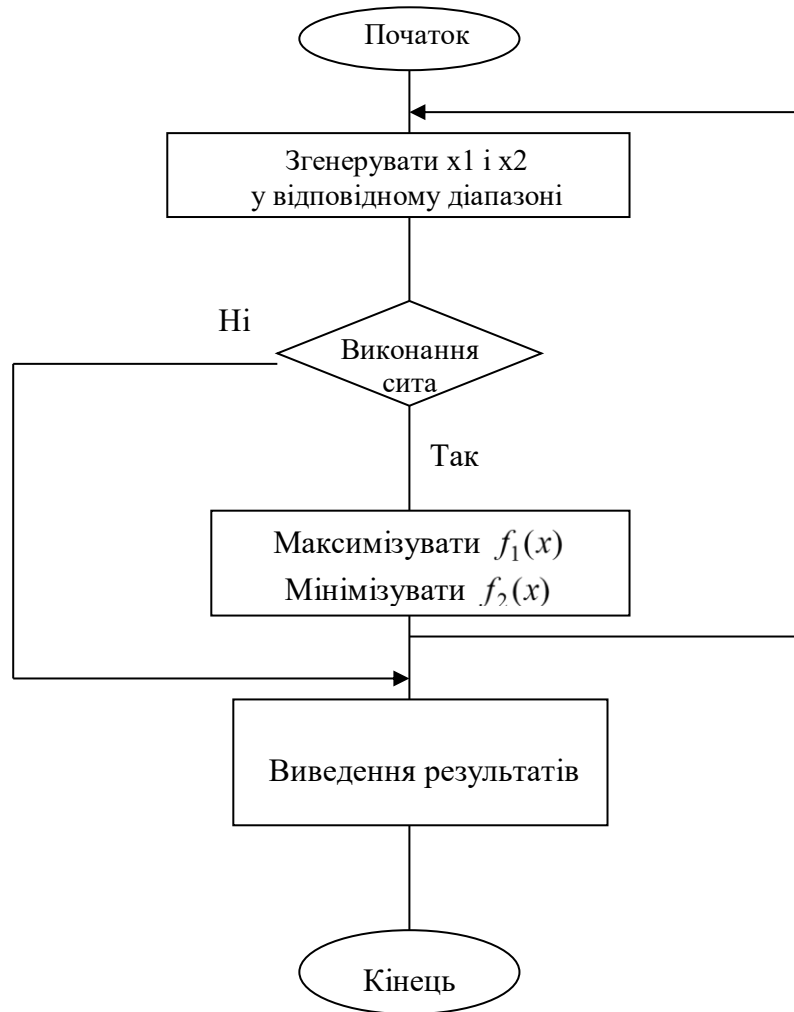 Початок
Згенерувати x1 і x2
у відповідному діапазоні
Ні
Виконання
сита
Так
Максимізувати f₁(x)
Мінімізувати f₂(x)
Виведення результатів
Кінець